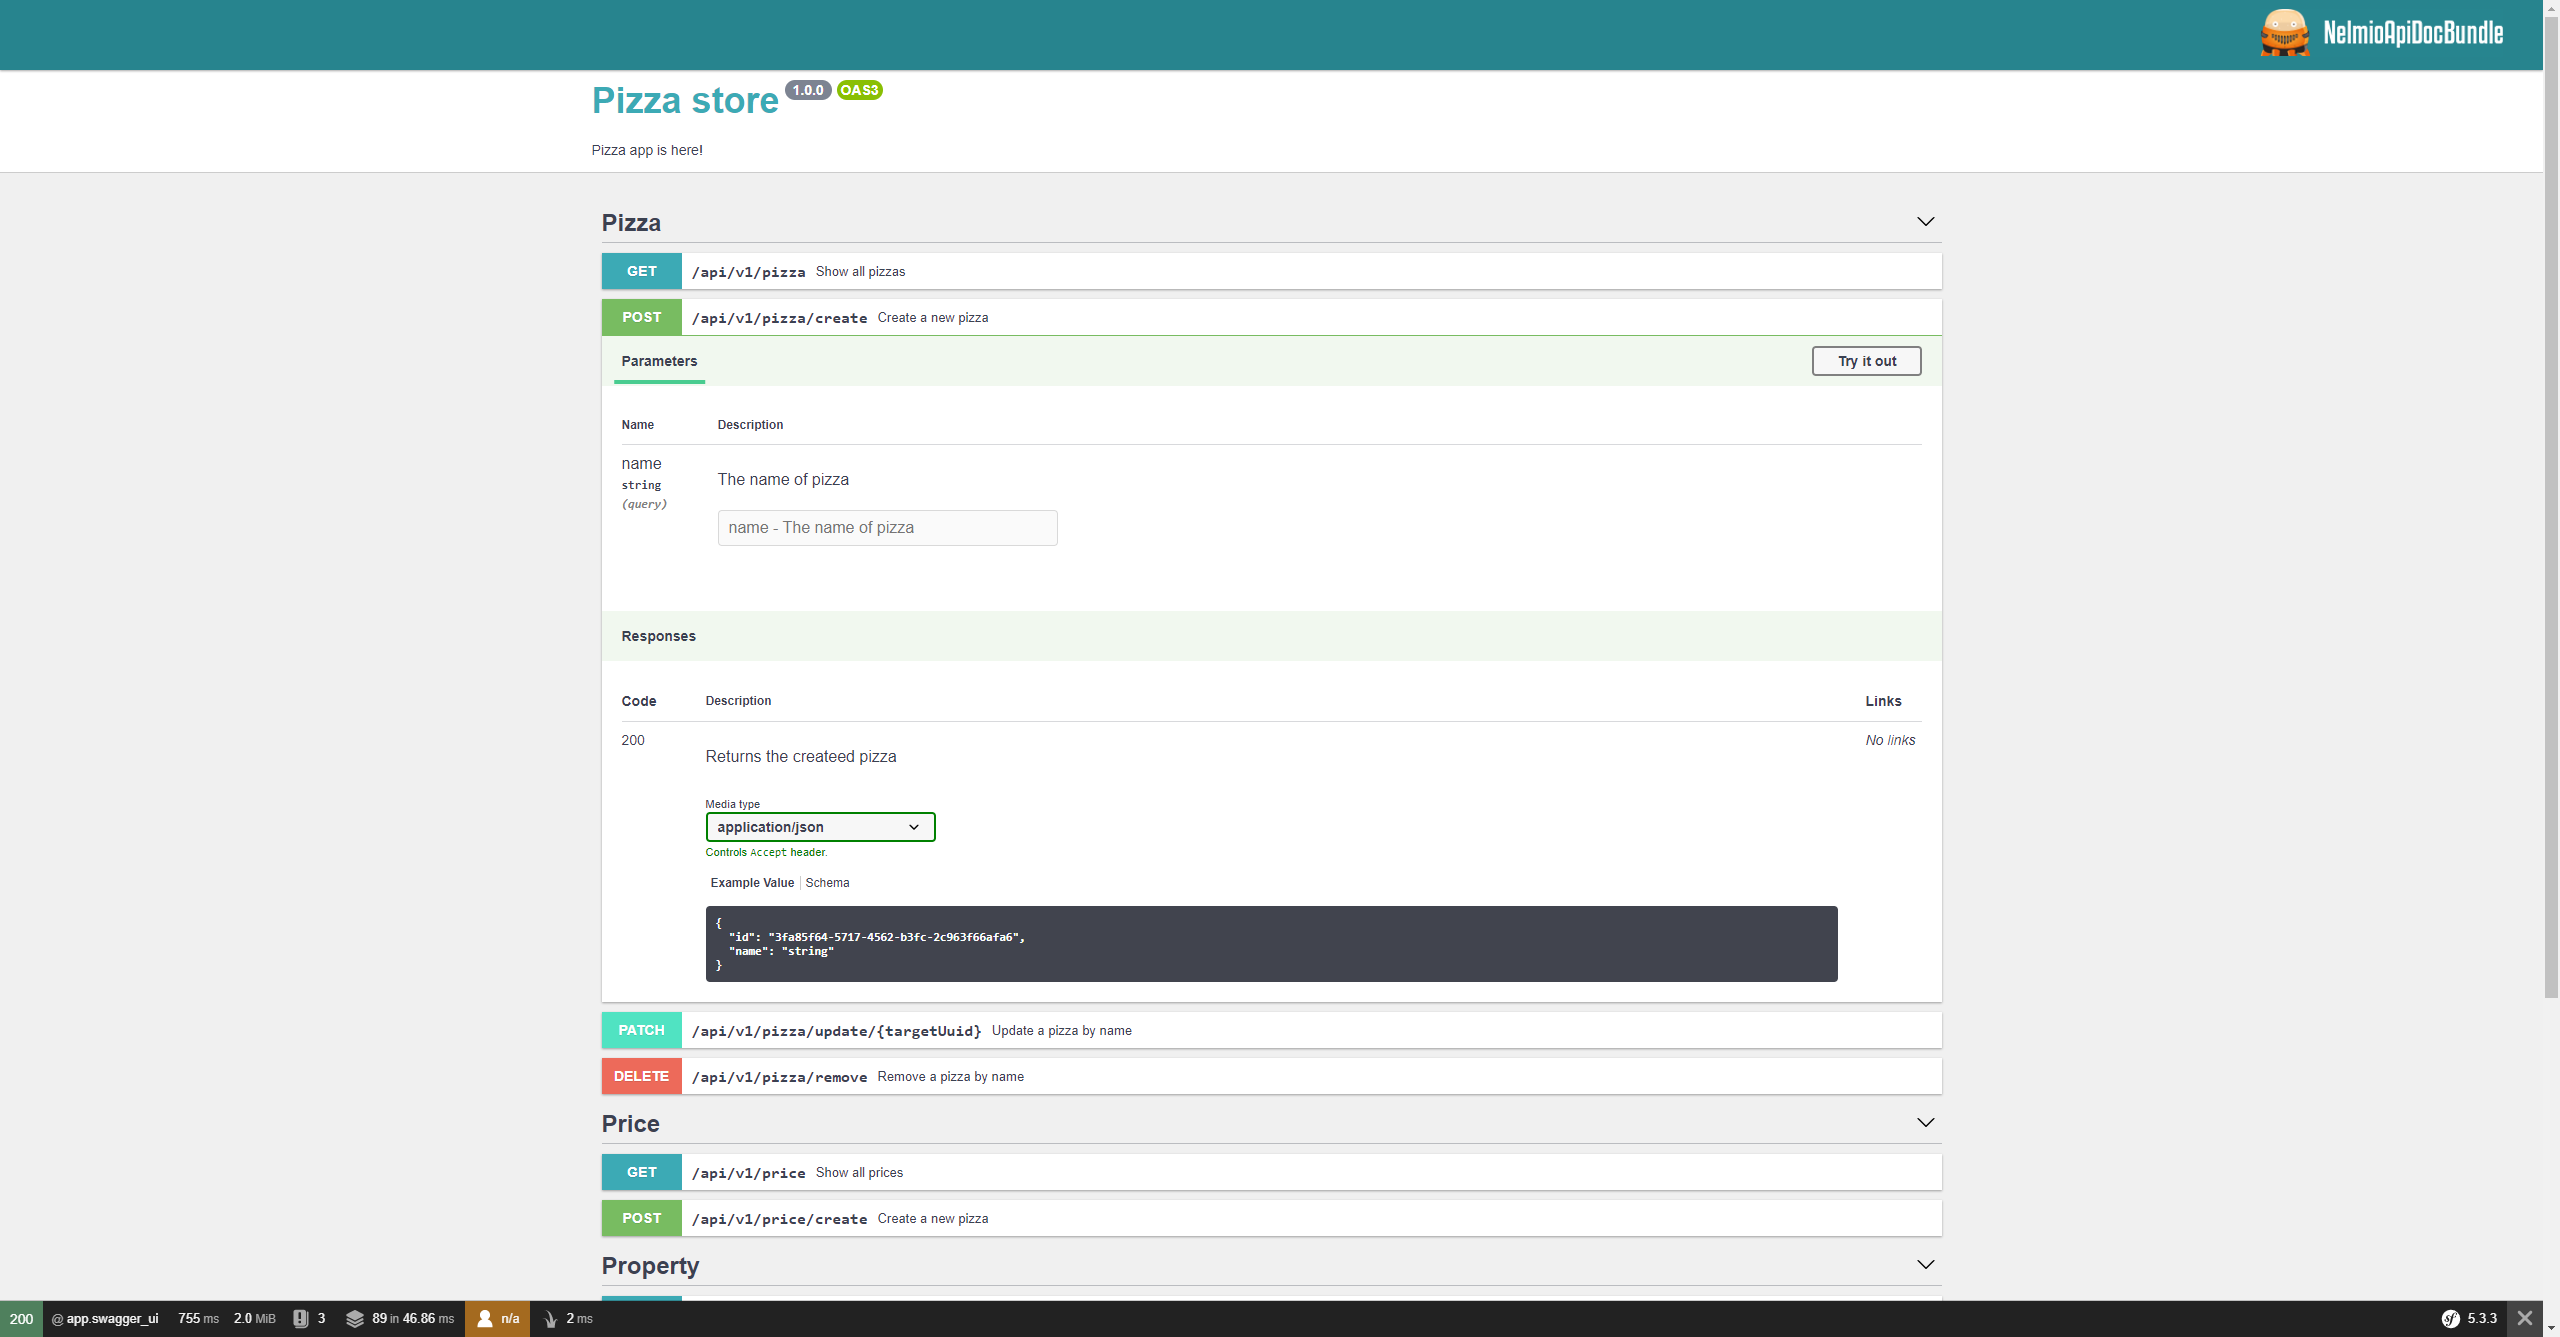 NelmioApiDocBundle
Pizza store 1.0.0 OAS3
Pizza app is here!
Pizza
GET /api/v1/pizza Show all pizzas
POST /api/v1/pizza/create Create a new pizza
Parameters Try it out
Name Description
name
string
(query)
The name of pizza
name - The name of pizza
Responses
Code Description Links
200 Returns the createed pizza No links
Media type
application/json
Controls Accept header.
Example Value Schema
{
"id": "3fa85f64-5717-4562-b3fc-2c963f66afa6",
"name": "string"
}
PATCH /api/v1/pizza/update/{targetUuid} Update a pizza by name
DELETE /api/v1/pizza/remove Remove a pizza by name
Price
GET /api/v1/price Show all prices
POST /api/v1/price/create Create a new pizza
Property
200 @ app.swagger_ui 755 ms 2.0 MiB 3 89 in 46.86 ms n/a 2 ms sf 5.3.3